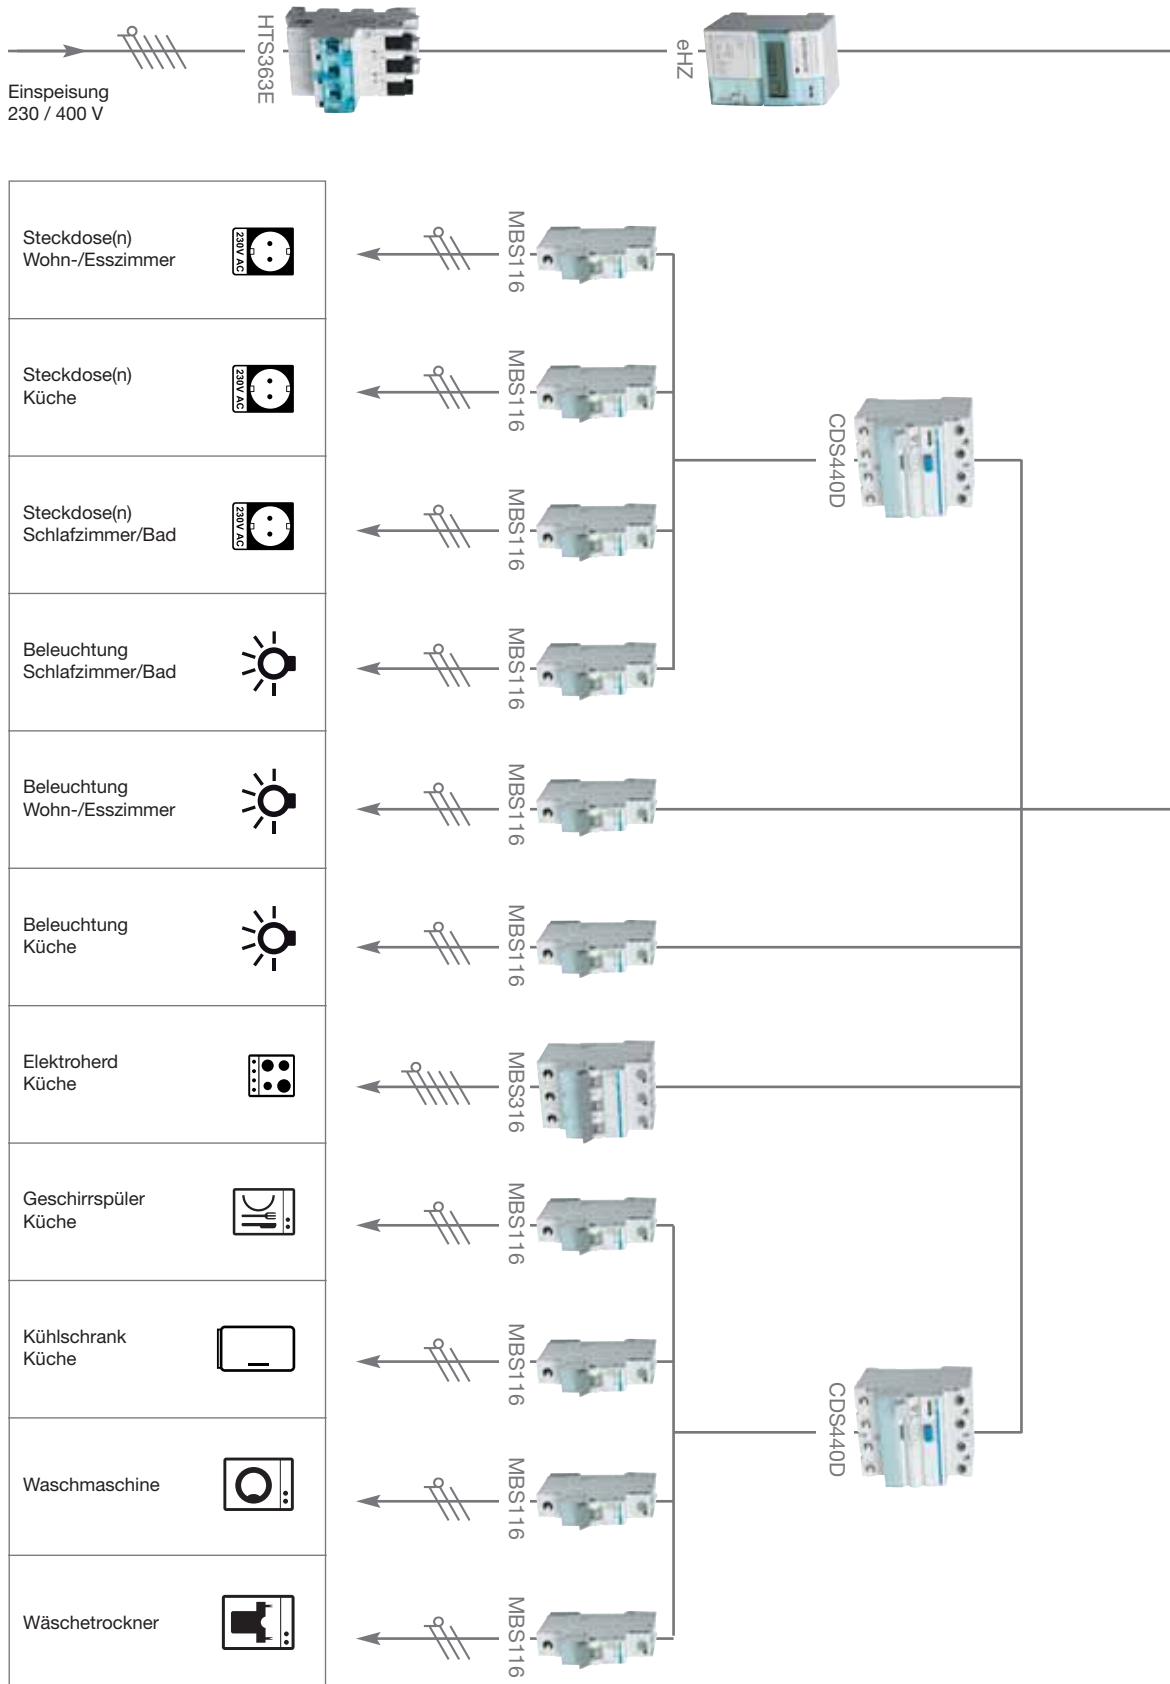 HTS363E
eHZ
Einspeisung
230 / 400 V
Steckdose(n)
Wohn-/Esszimmer
230V AC
MBS116
Steckdose(n)
Küche
230V AC
MBS116
CDS440D
Steckdose(n)
Schlafzimmer/Bad
230V AC
MBS116
Beleuchtung
Schlafzimmer/Bad
MBS116
Beleuchtung
Wohn-/Esszimmer
MBS116
Beleuchtung
Küche
MBS116
Elektroherd
Küche
MBS316
Geschirrspüler
Küche
MBS116
Kühlschrank
Küche
MBS116
CDS440D
Waschmaschine
MBS116
Wäschetrockner
MBS116